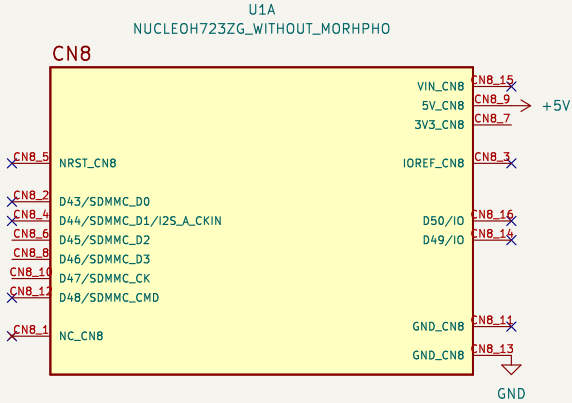 U1A
NUCLEOH723ZG_WITHOUT_MORHPHO
CN8
VIN_CN8 CN8_15
5V_CN8 CN8_9 +5V
3V3_CN8 CN8_7
CN8_5 NRST_CN8 IOREF_CN8 CN8_3
CN8_2 D43/SDMMC_D0
CN8_4 D44/SDMMC_D1/I2S_A_CKIN D50/IO CN8_16
CN8_6 D45/SDMMC_D2 D49/IO CN8_14
CN8_8 D46/SDMMC_D3
CN8_10 D47/SDMMC_CK
CN8_12 D48/SDMMC_CMD
GND_CN8 CN8_11
CN8_1 NC_CN8
GND_CN8 CN8_13
GND